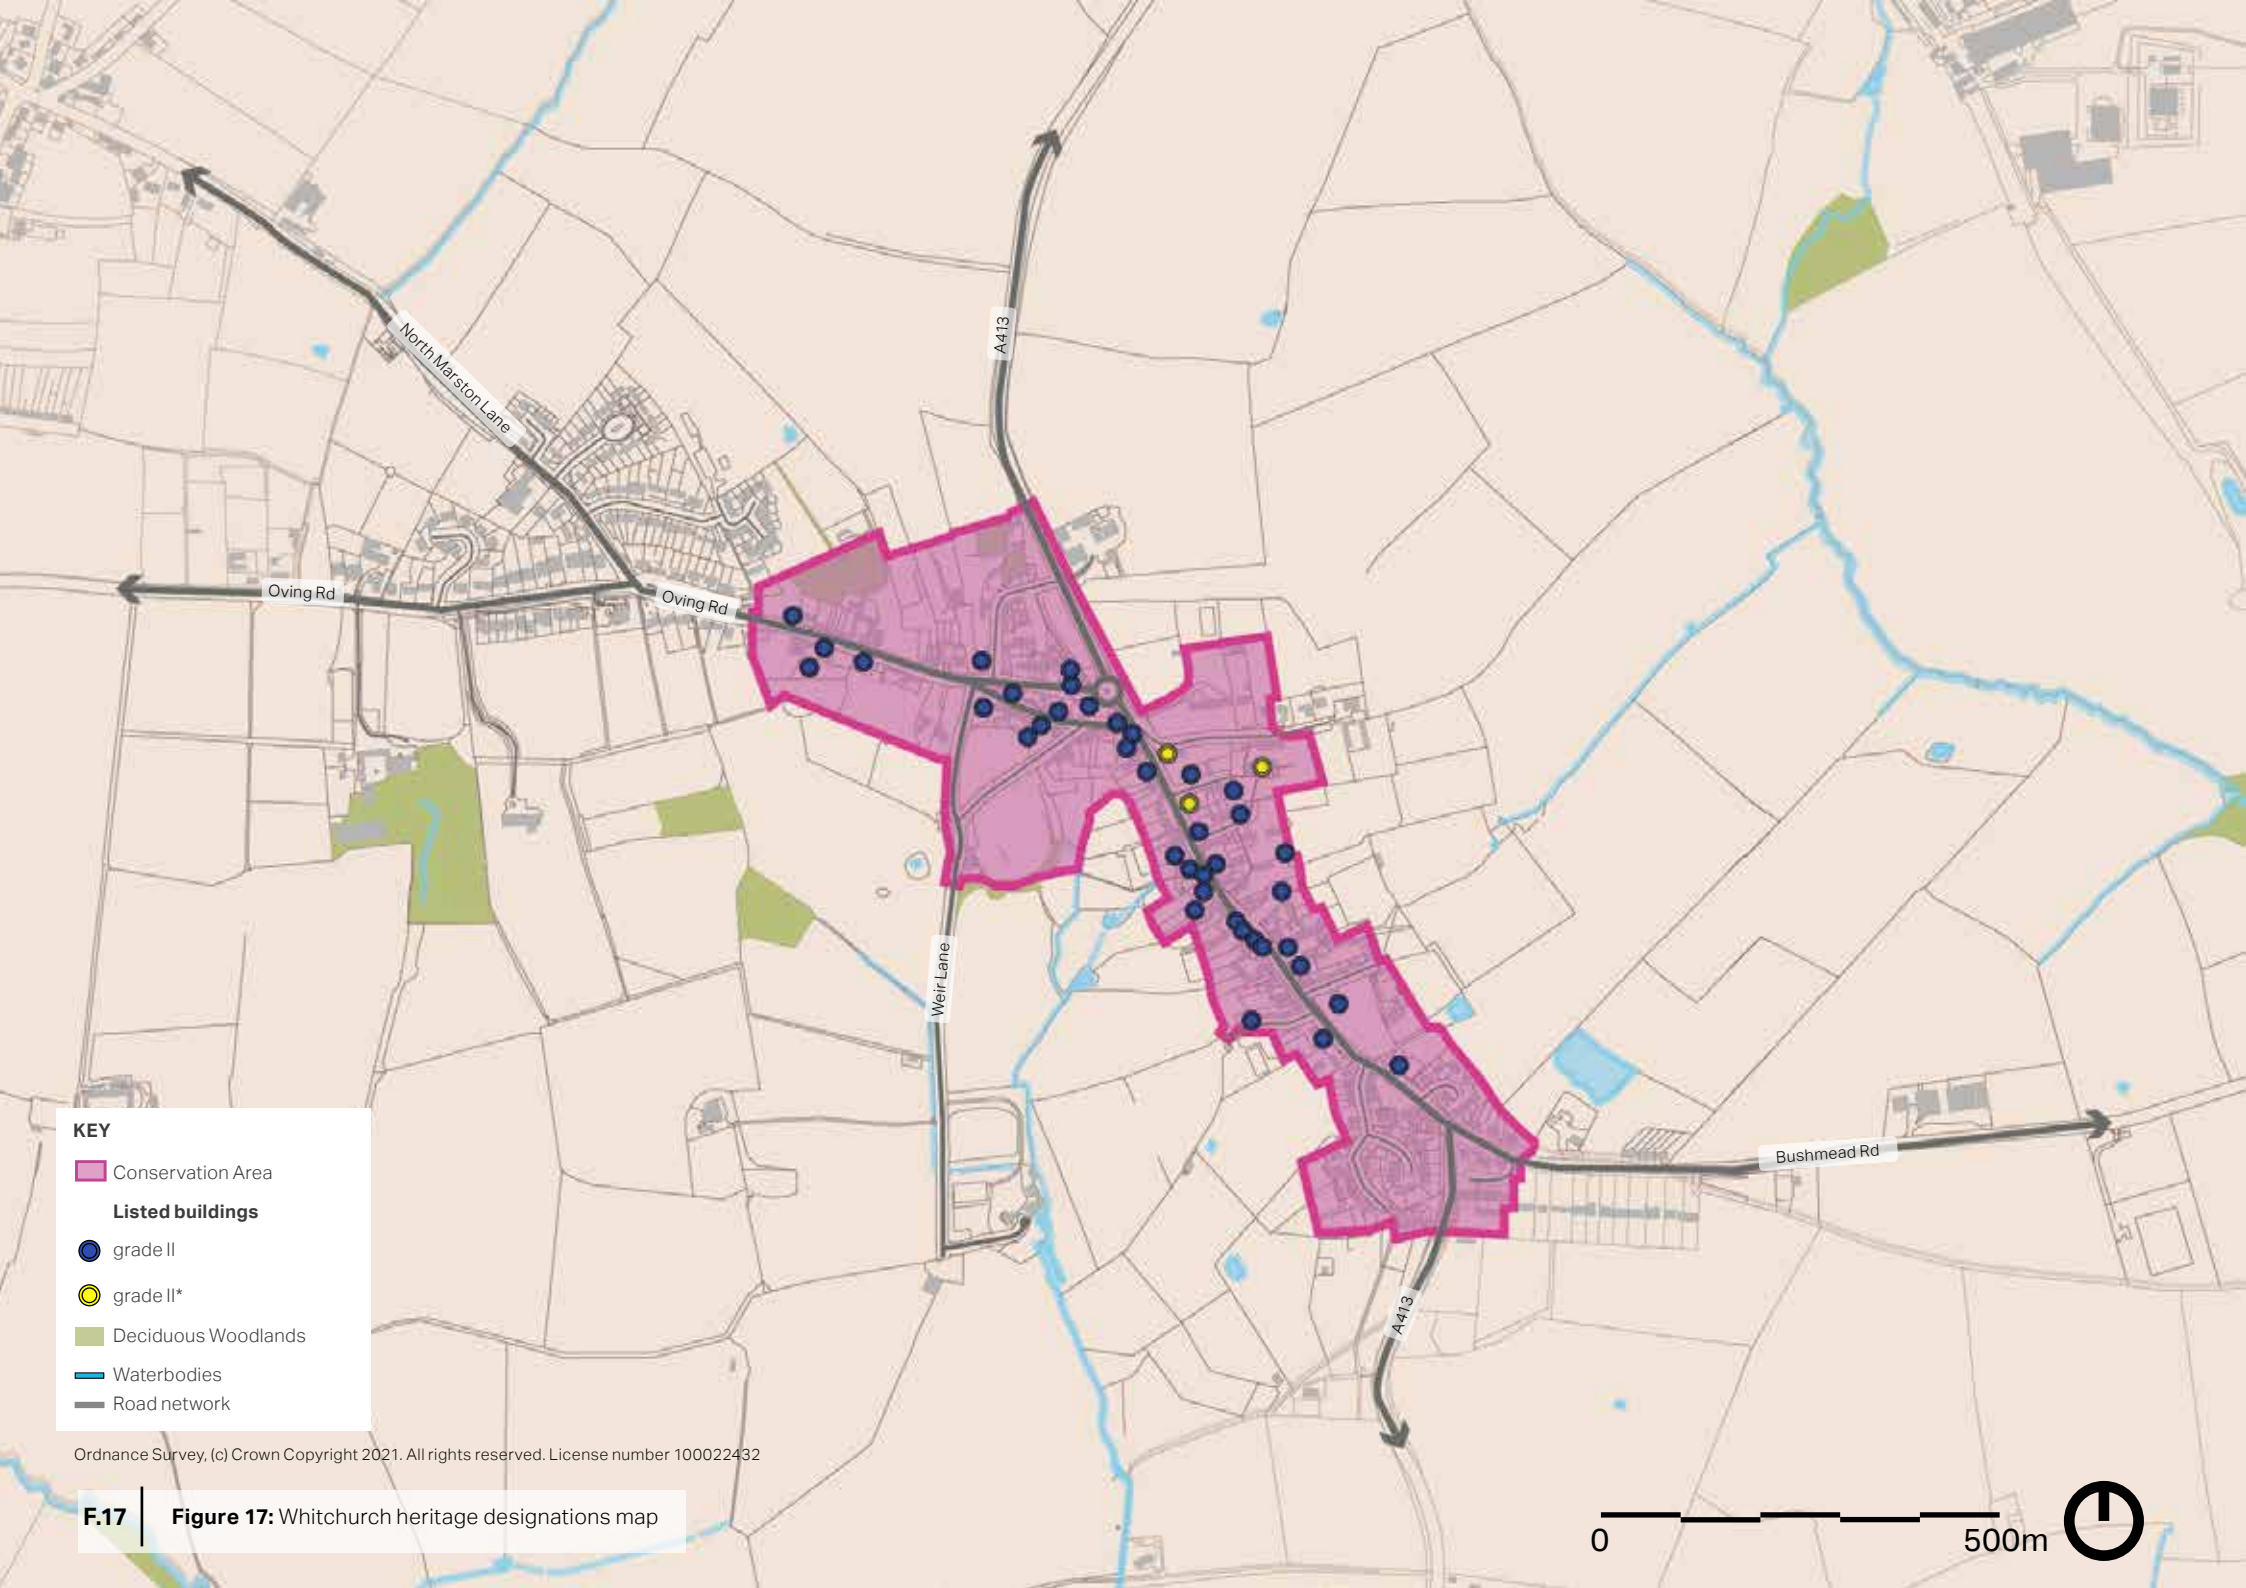 A413
North Marston Lane
Oving Rd
Oving Rd
Weir Lane
Bushmead Rd
A413
KEY
Conservation Area
Listed buildings
grade II
grade II*
Deciduous Woodlands
Waterbodies
Road network
Ordnance Survey, (c) Crown Copyright 2021. All rights reserved. License number 100022432
F.17 Figure 17: Whitchurch heritage designations map
0 500m